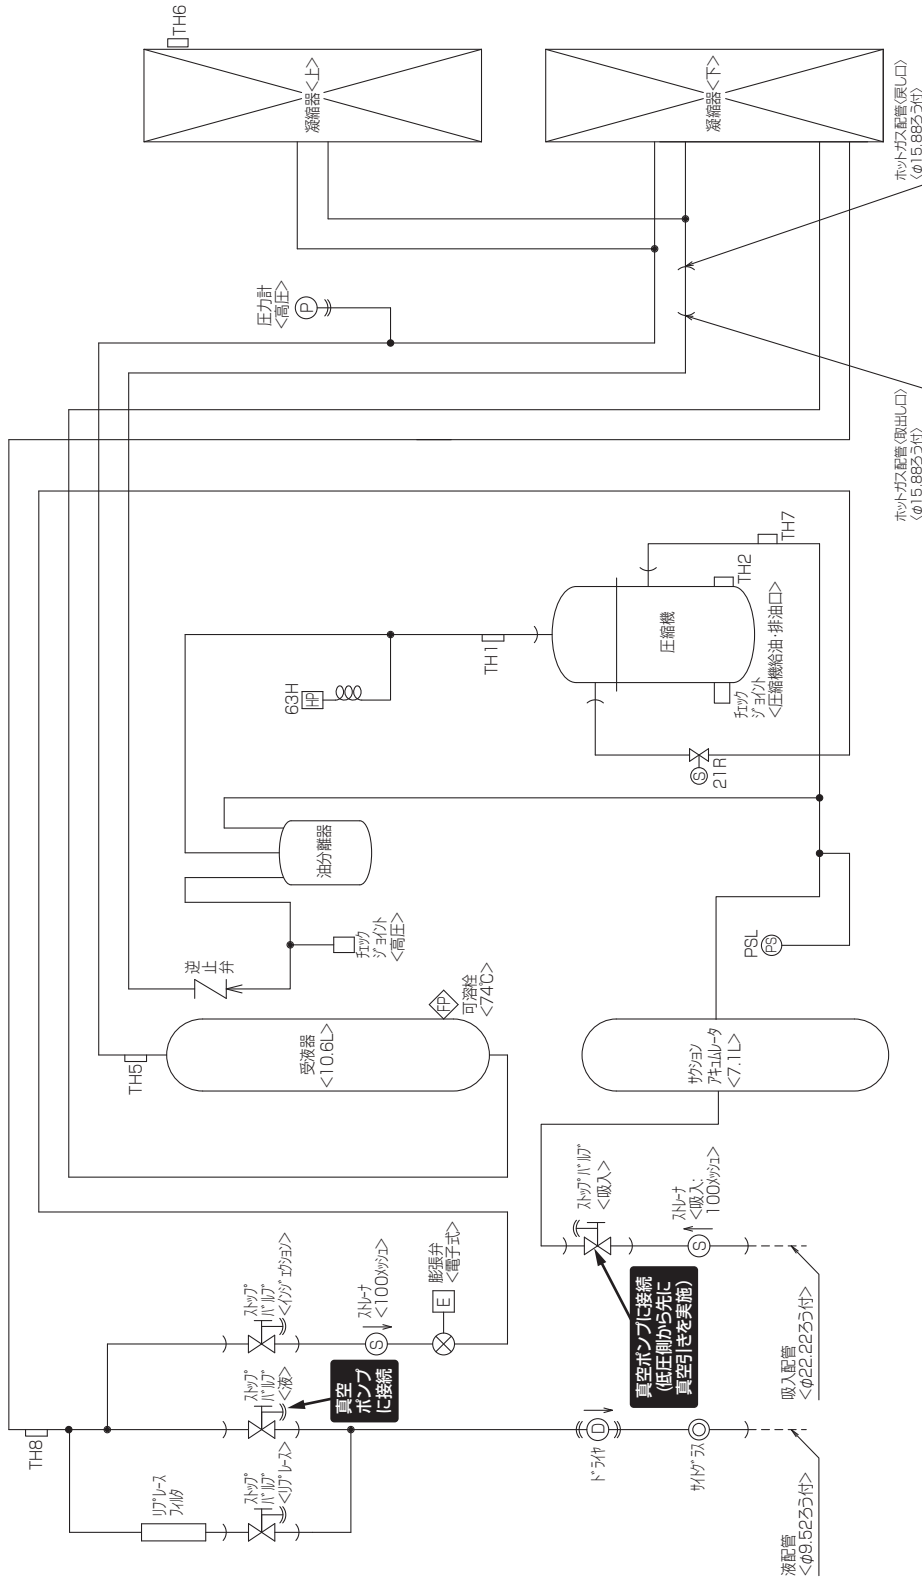 TH6
凝縮器<上>
凝縮器<下>
ホットガス配管<戻し口>
<φ15.88ろう付>
圧力計
<高圧>
P
ホットガス配管<取出し口>
<φ15.88ろう付>
63H
HP
TH1
圧縮機
TH2
TH7
チェック
ジョイント
<圧縮機給油・排油口>
S
21R
油分離器
チェック
ジョイント
<高圧>
逆止弁
PSL
PS
TH5
受液器
<10.6L>
FP
可溶栓
<74℃>
サクション
アキュムレータ
<7.1L>
ストップバルブ
<吸入>
ストレーナ
<吸入:
100メッシュ>
S
真空ポンプに接続
(低圧側から先に
真空引きを実施)
吸入配管
<φ22.22ろう付>
ストップ
バルブ
<インジェクション>
ストレーナ
<100メッシュ>
S
膨張弁
<電子式>
E
ストップ
バルブ
<液>
真空
ポンプ
に接続
TH8
リプレース
フィルタ
ストップ
バルブ
<リプレース>
ドライヤ
D
サイトグラス
液配管
<φ9.52ろう付>